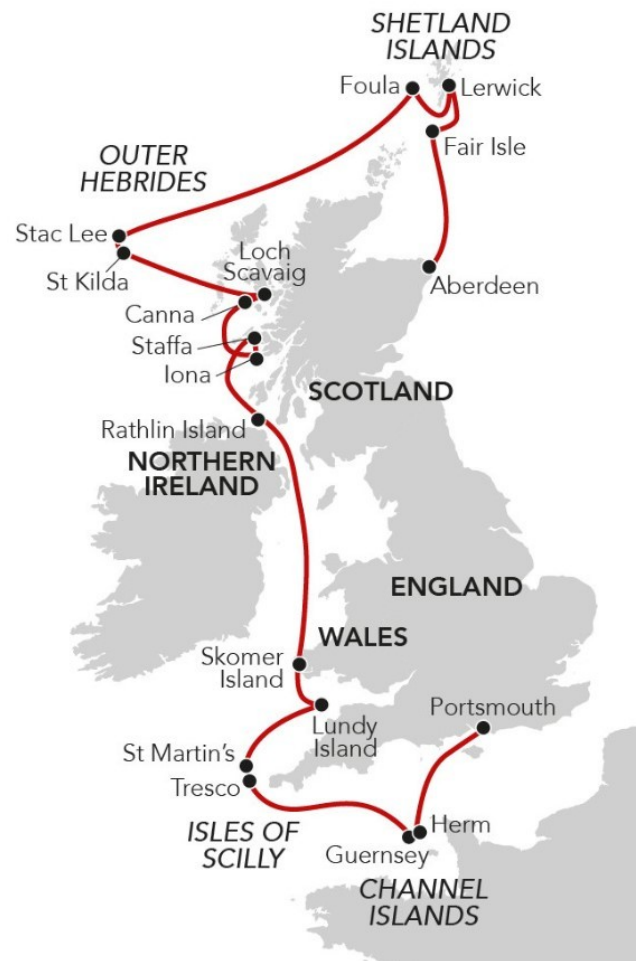 SHETLAND
ISLANDS
Foula
Lerwick
Fair Isle
OUTER
HEBRIDES
Stac Lee
St Kilda
Loch
Scavaig
Canna
Aberdeen
Staffa
Iona
SCOTLAND
Rathlin Island
NORTHERN
IRELAND
ENGLAND
WALES
Skomer
Island
Lundy
Island
Portsmouth
St Martin's
Tresco
ISLES OF
SCILLY
Herm
Guernsey
CHANNEL
ISLANDS